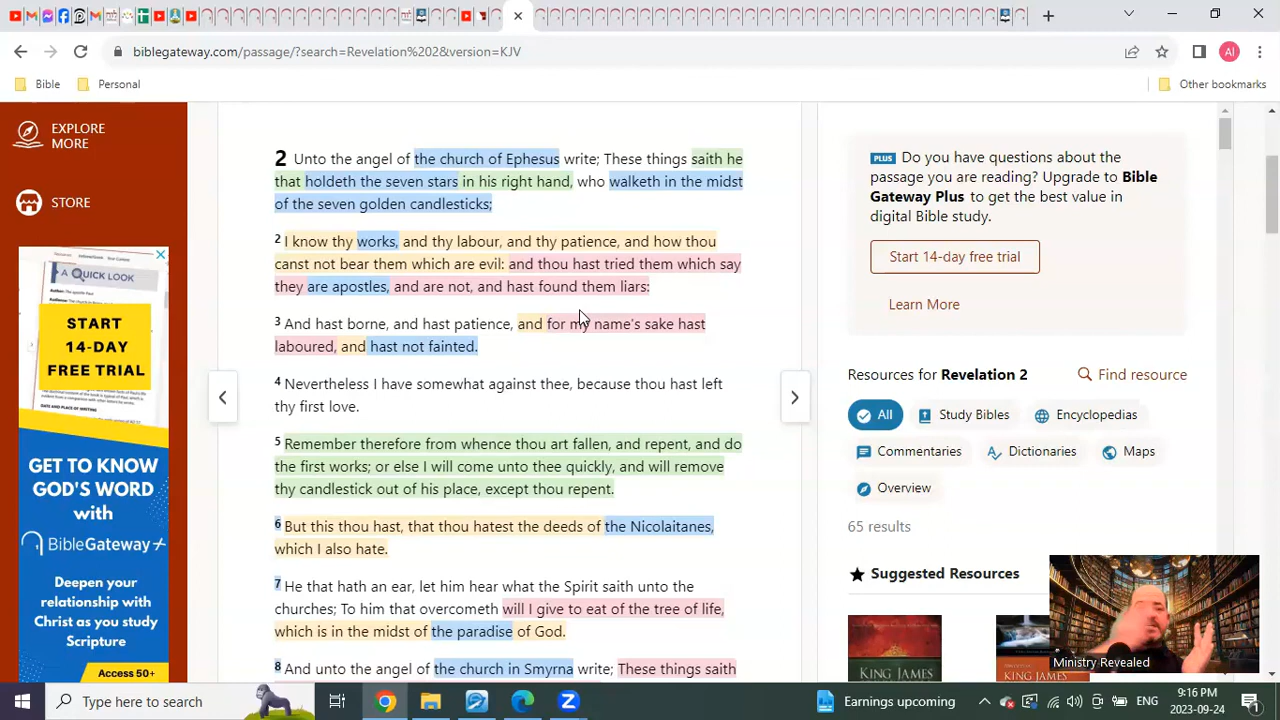 biblegateway.com/passage/?search=Revelation%202&version=KJV
AI
Bible
Personal
Other bookmarks
EXPLORE
MORE
STORE
A QUICK LOOK
START
14-DAY
FREE TRIAL
GET TO KNOW
GOD'S WORD
with
BibleGateway+
Deepen your
relationship with
Christ as you study
Scripture
Access 50+
2 Unto the angel of the church of Ephesus write; These things saith he
that holdeth the seven stars in his right hand, who walketh in the midst
of the seven golden candlesticks;
2 I know thy works, and thy labour, and thy patience, and how thou
canst not bear them which are evil: and thou hast tried them which say
they are apostles, and are not, and hast found them liars:
3 And hast borne, and hast patience, and for my name's sake hast
laboured, and hast not fainted.
4 Nevertheless I have somewhat against thee, because thou hast left
thy first love.
5 Remember therefore from whence thou art fallen, and repent, and do
the first works; or else I will come unto thee quickly, and will remove
thy candlestick out of his place, except thou repent.
6 But this thou hast, that thou hatest the deeds of the Nicolaitanes,
which I also hate.
7 He that hath an ear, let him hear what the Spirit saith unto the
churches; To him that overcometh will I give to eat of the tree of life,
which is in the midst of the paradise of God.
8 And unto the angel of the church in Smyrna write; These things saith
PLUS Do you have questions about the
passage you are reading? Upgrade to Bible
Gateway Plus to get the best value in
digital Bible study.
Start 14-day free trial
Learn More
Resources for Revelation 2
Find resource
All
Study Bibles
Encyclopedias
Commentaries
Dictionaries
Maps
Overview
65 results
Suggested Resources
KING JAMES
KING JAMES
Ministry Revealed
Type here to search
Earnings upcoming
ENG
9:16 PM
2023-09-24
1